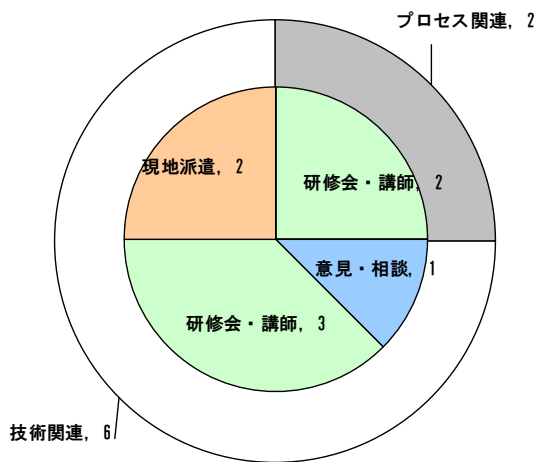 プロセス関連, 2
現地派遣, 2
研修会・講師, 2
意見・相談, 1
研修会・講師, 3
技術関連, 6